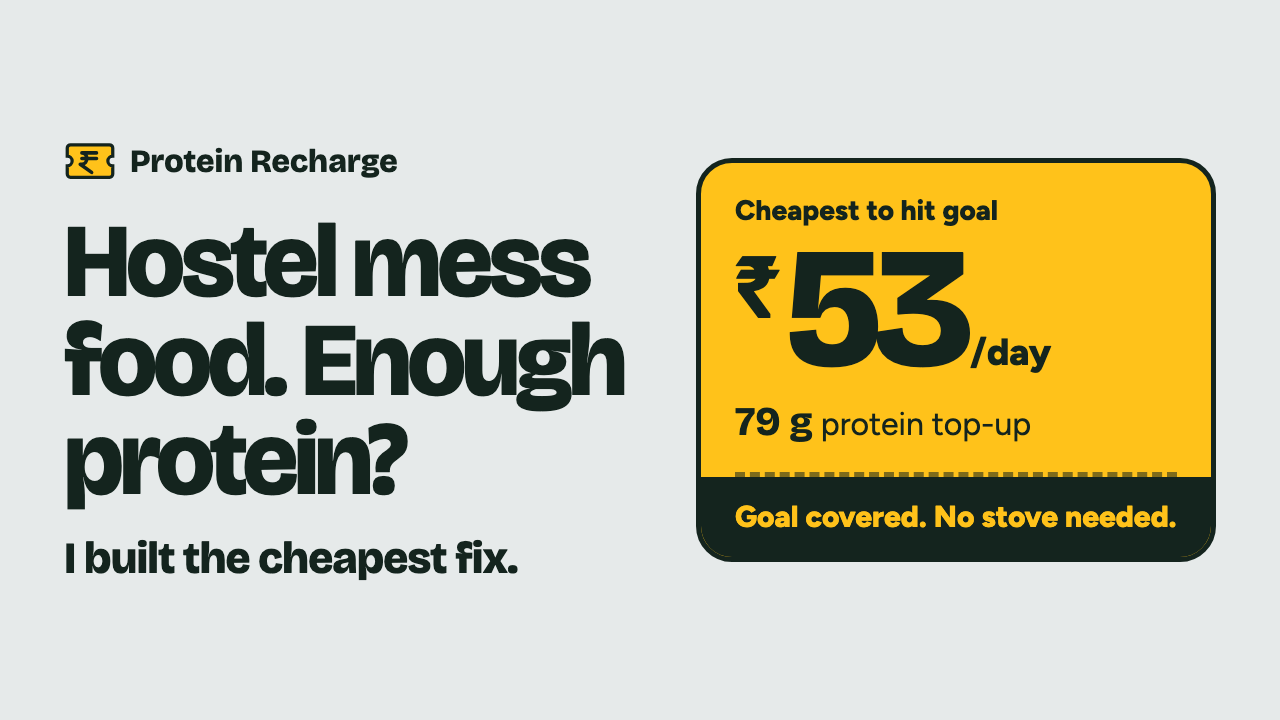 ₹ Protein Recharge
Hostel mess
food. Enough
protein?
I built the cheapest fix.
Cheapest to hit goal
₹53/day
79 g protein top-up
Goal covered. No stove needed.